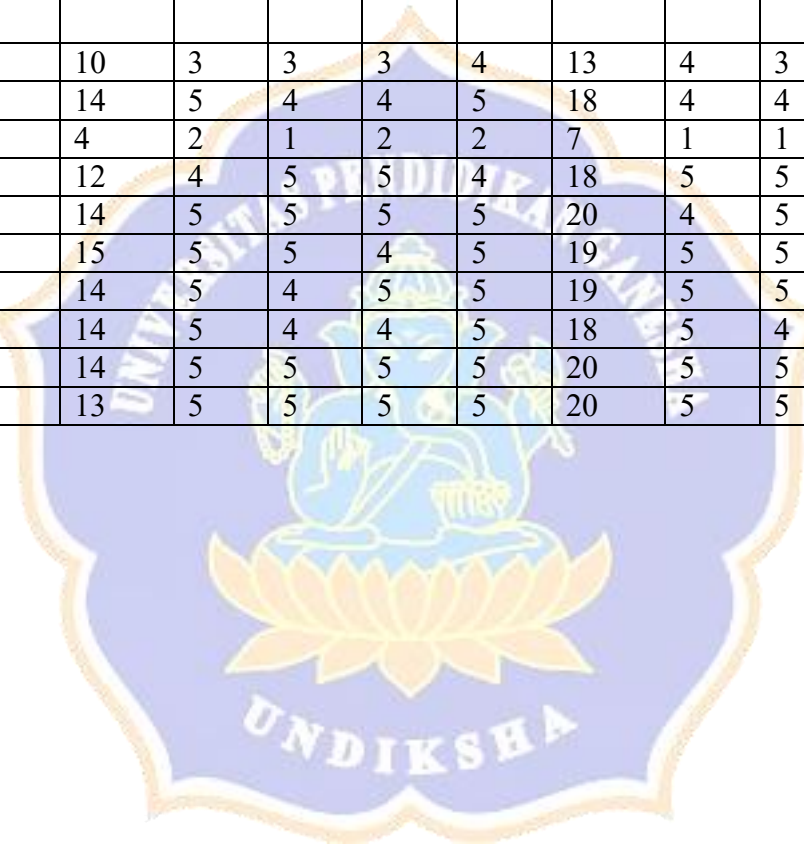 10 3 3 3 4 13 4 3
14 5 4 4 5 18 4 4
4 2 1 2 2 7 1 1
12 4 5 5 4 18 5 5
14 5 5 5 5 20 4 5
15 5 5 4 5 19 5 5
14 5 4 5 5 19 5 5
14 5 4 4 5 18 5 4
14 5 5 5 5 20 5 5
13 5 5 5 5 20 5 5
UNIVERSITAS PENDIDIKAN GANESHA
UNDIKSHA